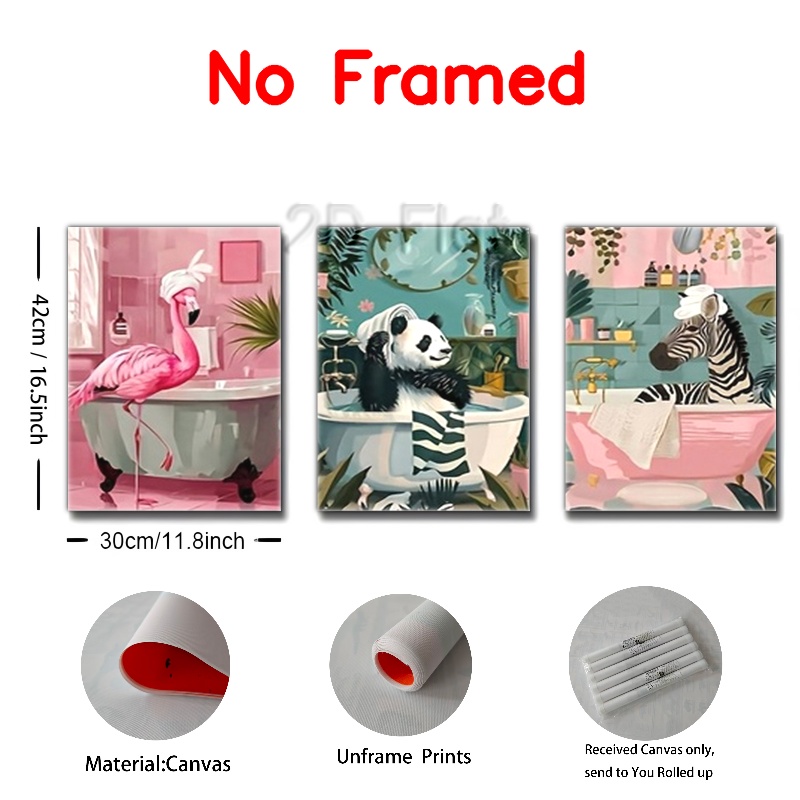 No Framed
2D Flat
42cm / 16.5inch
30cm/11.8inch
Material:Canvas
Unframe Prints
Received Canvas only,
send to You Rolled up